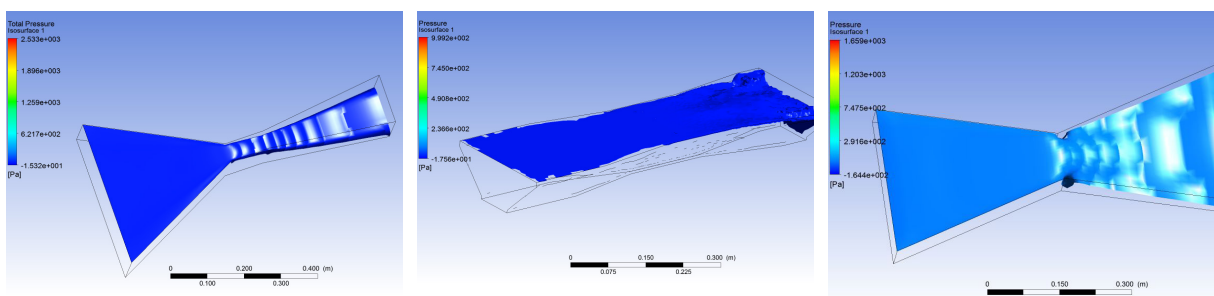 Total Pressure
Isosurface 1
2.533e+003
1.896e+003
1.259e+003
6.217e+002
-1.532e+001
[Pa]
0 0.200 0.400 (m)
0.100 0.300
Pressure
Isosurface 1
9.992e+002
7.450e+002
4.908e+002
2.366e+002
-1.756e+001
[Pa]
0 0.150 0.300 (m)
0.075 0.225
Pressure
Isosurface 1
1.659e+003
1.203e+003
7.475e+002
2.916e+002
-1.644e+002
[Pa]
0 0.150 0.300 (m)